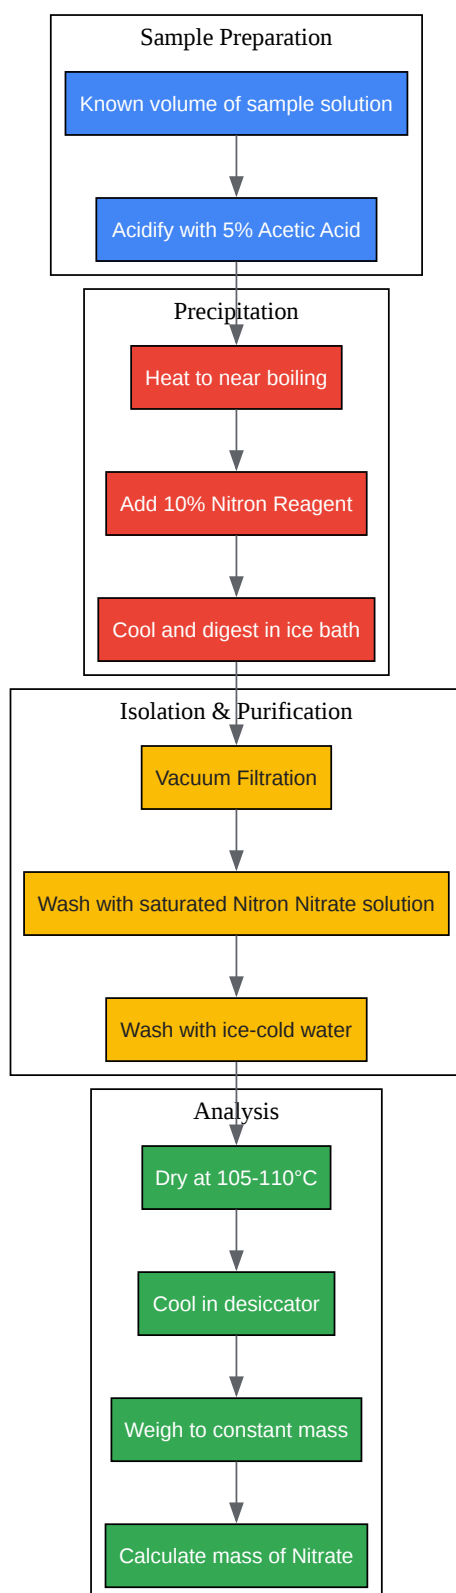 Sample Preparation
Known volume of sample solution
Acidify with 5% Acetic Acid
Precipitation
Heat to near boiling
Add 10% Nitron Reagent
Cool and digest in ice bath
Isolation & Purification
Vacuum Filtration
Wash with saturated Nitron Nitrate solution
Wash with ice-cold water
Analysis
Dry at 105-110°C
Cool in desiccator
Weigh to constant mass
Calculate mass of Nitrate